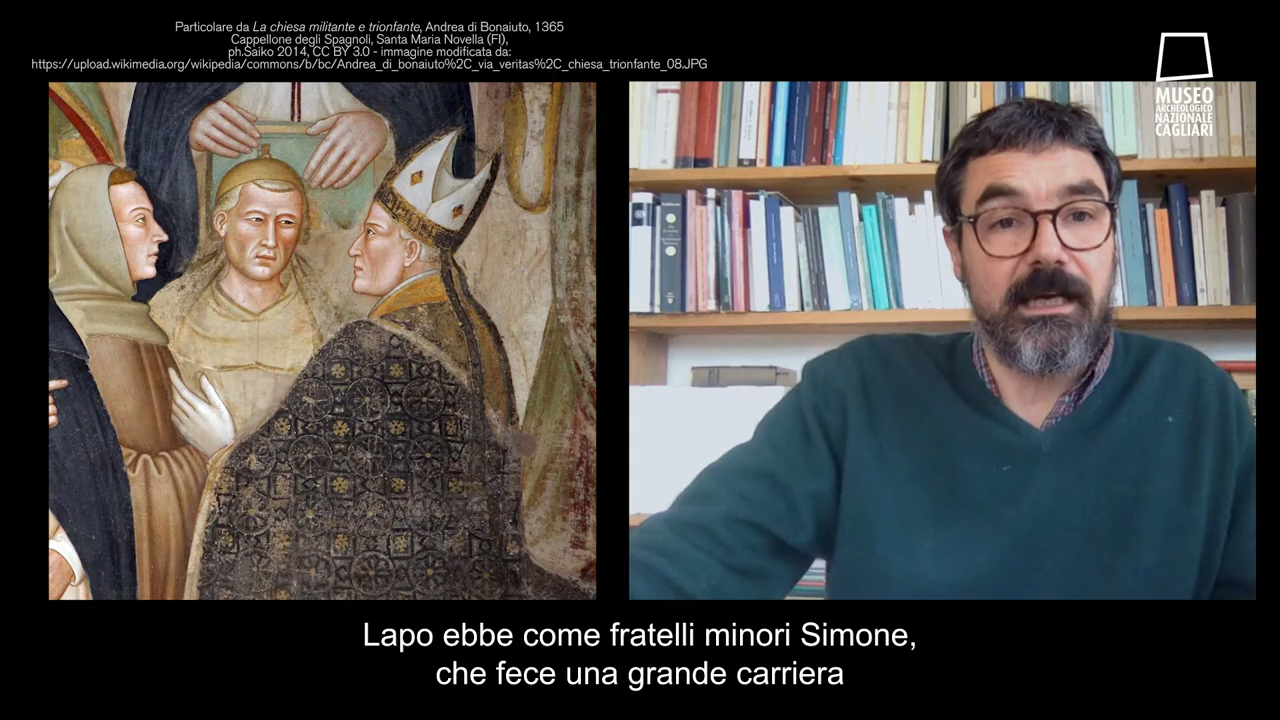 Particolare da La chiesa militante e trionfante, Andrea di Bonaiuto, 1365
Cappellone degli Spagnoli, Santa Maria Novella (FI),
ph.Saiko 2014, CC BY 3.0 - immagine modificata da:
https://upload.wikimedia.org/wikipedia/commons/b/bc/Andrea_di_bonaiuto%2C_via_veritas%2C_chiesa_trionfante_08.JPG
MUSEO
ARCHEOLOGICO
NAZIONALE
CAGLIARI
Lapo ebbe come fratelli minori Simone,
che fece una grande carriera